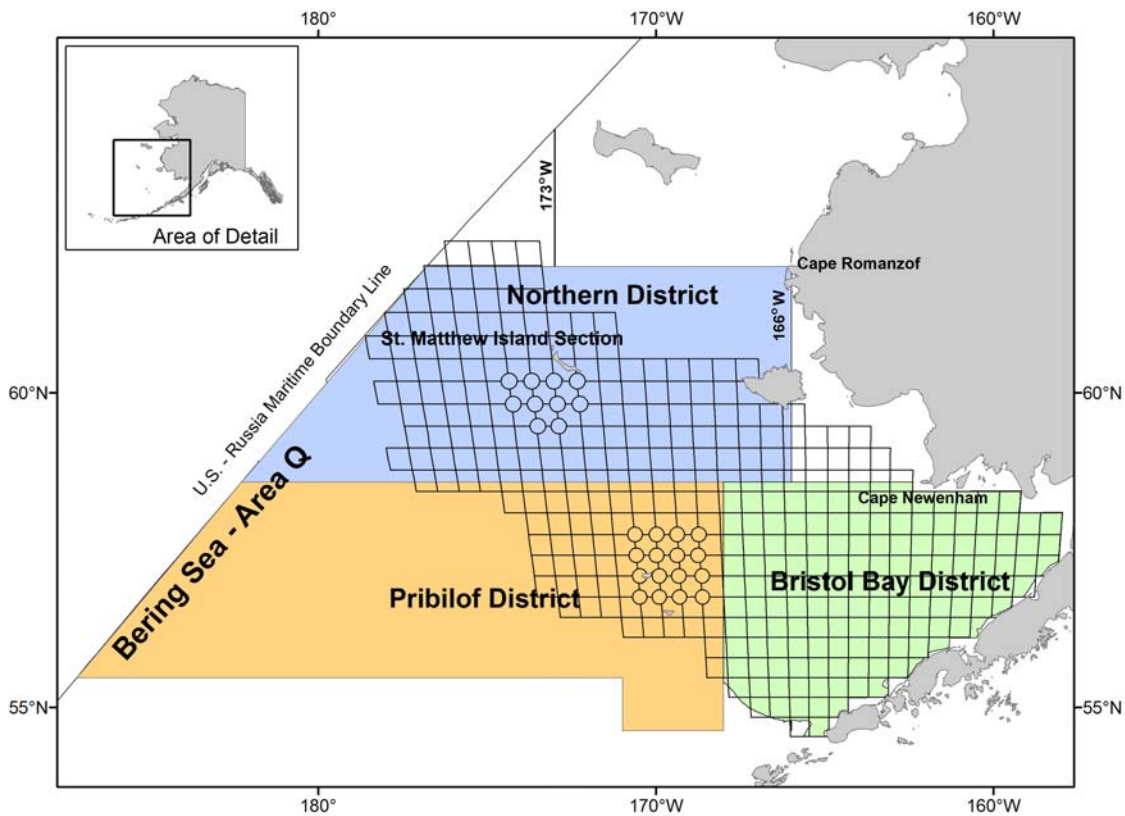 180°
170°W
160°W
Area of Detail
173°W
Cape Romanzof
Northern District
166°W
St. Matthew Island Section
U.S. - Russia Maritime Boundary Line
60°N
60°N
Bering Sea - Area Q
Cape Newenham
Pribilof District
Bristol Bay District
55°N
55°N
180°
170°W
160°W